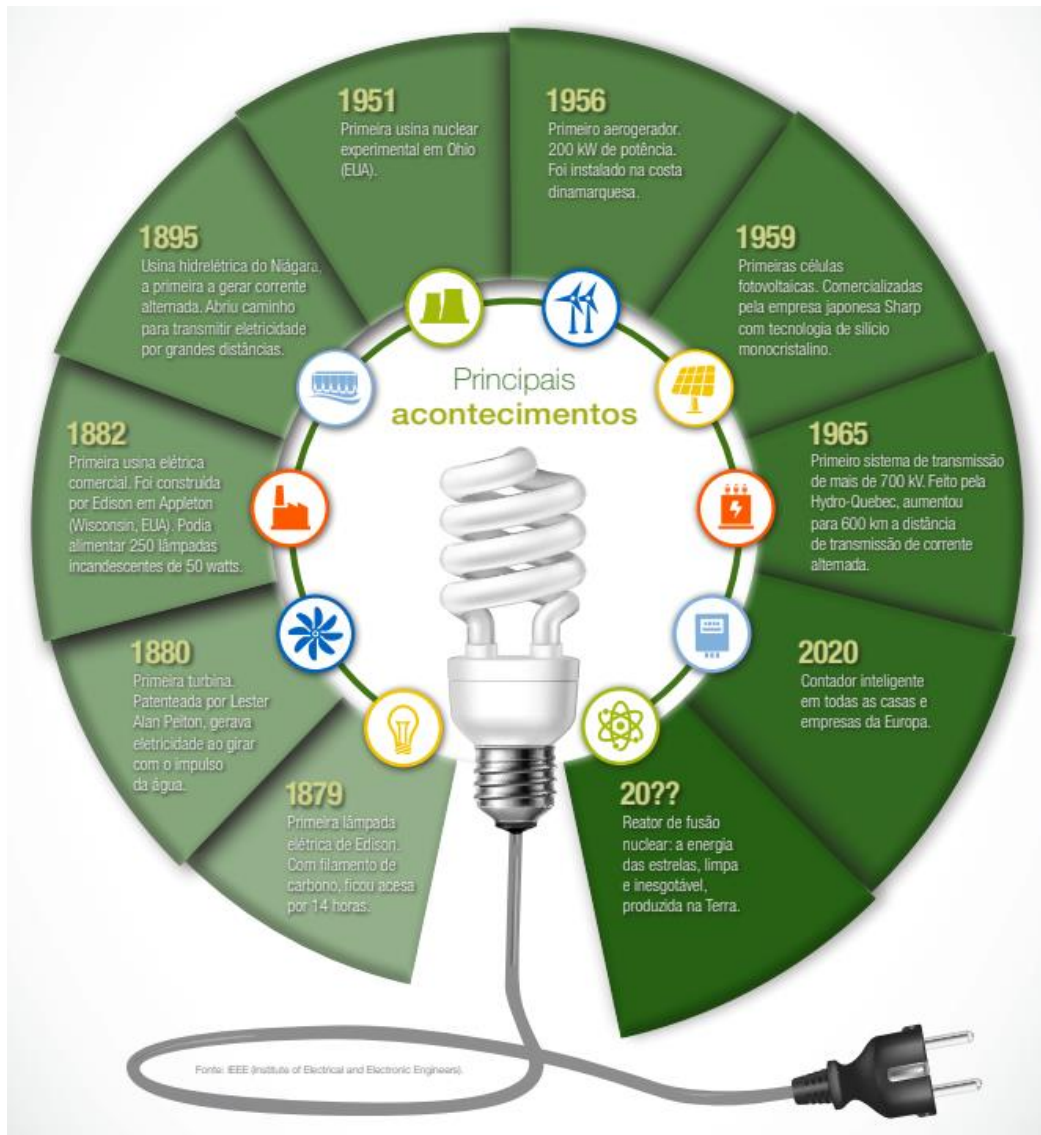 Principais
acontecimentos
1879
Primeira lâmpada
elétrica de Edison.
Com filamento de
carbono, ficou acesa
por 14 horas.
1880
Primeira turbina.
Patenteada por Lester
Alan Pelton, gerava
eletricidade ao girar
com o impulso
da água.
1882
Primeira usina elétrica
comercial. Foi construída
por Edison em Appleton
(Wisconsin, EUA). Podia
alimentar 250 lâmpadas
incandescentes de 50 watts.
1895
Usina hidrelétrica do Niágara,
a primeira a gerar corrente
alternada. Abriu caminho
para transmitir eletricidade
por grandes distâncias.
1951
Primeira usina nuclear
experimental em Ohio
(EUA).
1956
Primeiro aerogerador.
200 kW de potência.
Foi instalado na costa
dinamarquesa.
1959
Primeiras células
fotovoltaicas. Comercializadas
pela empresa japonesa Sharp
com tecnologia de silício
monocristalino.
1965
Primeiro sistema de transmissão
de mais de 700 kV. Feito pela
Hydro-Quebec, aumentou
para 600 km a distância
de transmissão de corrente
alternada.
2020
Contador inteligente
em todas as casas e
empresas da Europa.
20??
Reator de fusão
nuclear: a energia
das estrelas, limpa
e inesgotável,
produzida na Terra.
Fonte: IEEE (Institute of Electrical and Electronic Engineers).